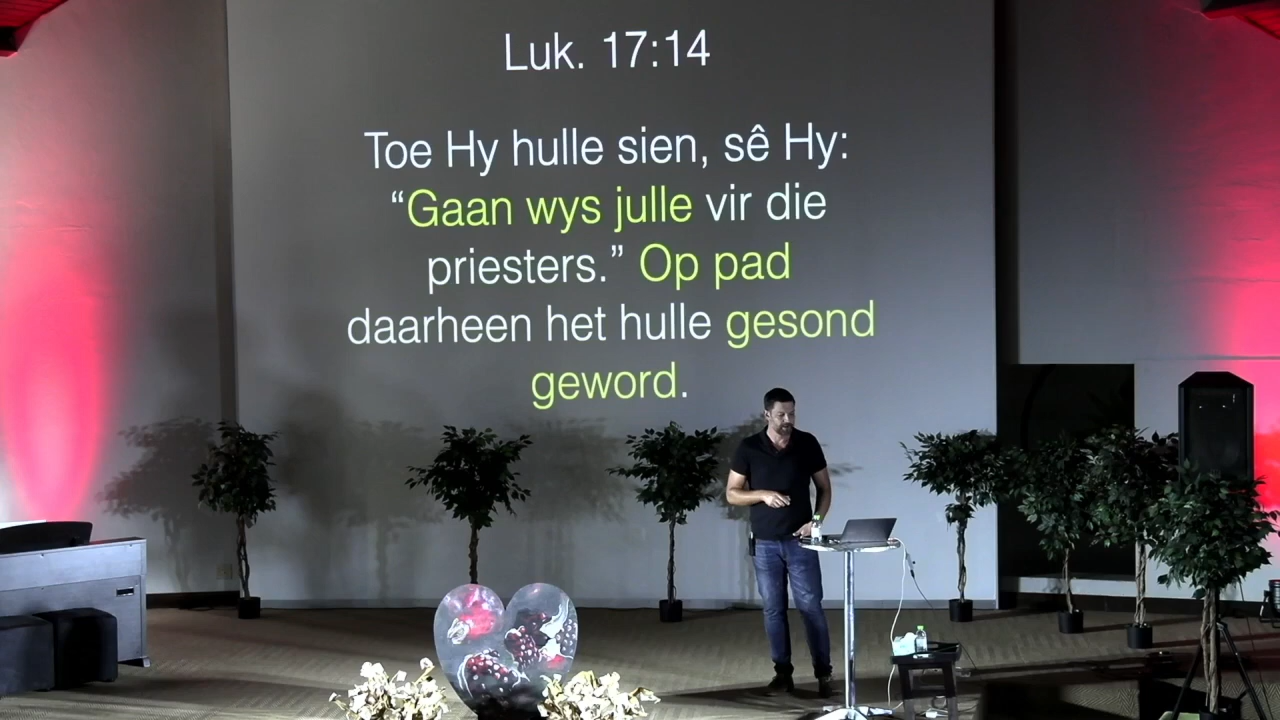 Luk. 17:14
Toe Hy hulle sien, sê Hy:
“Gaan wys julle vir die
priesters.” Op pad
daarheen het hulle gesond
geword.